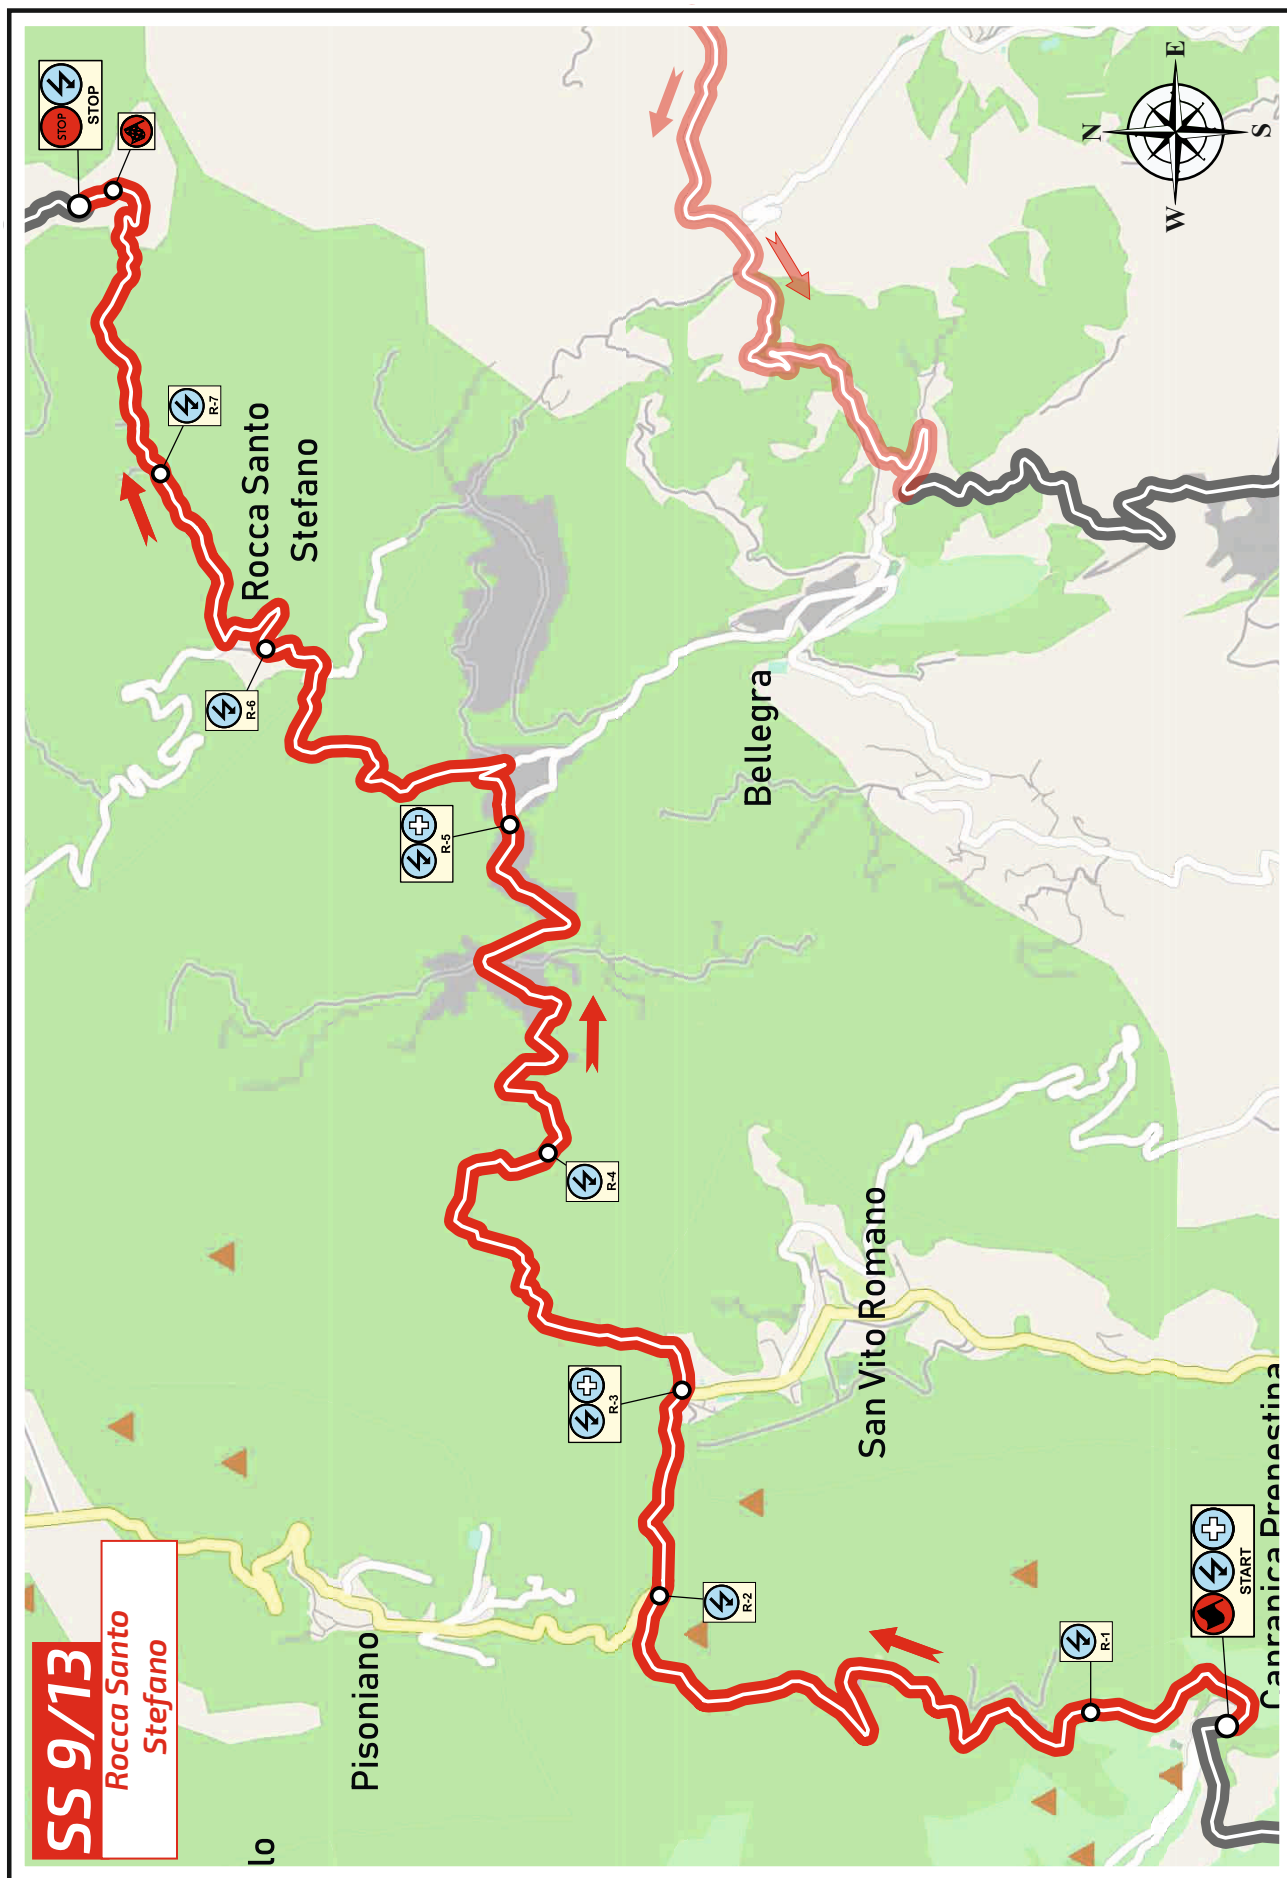 SS 9/13
Rocca Santo
Stefano
STOP
STOP
R-7
Rocca Santo
Stefano
R-6
R-5
Bellegra
R-4
R-3
San Vito Romano
R-2
Pisoniano
R-1
START
Capranica Prenestina
lo
N
E
S
W